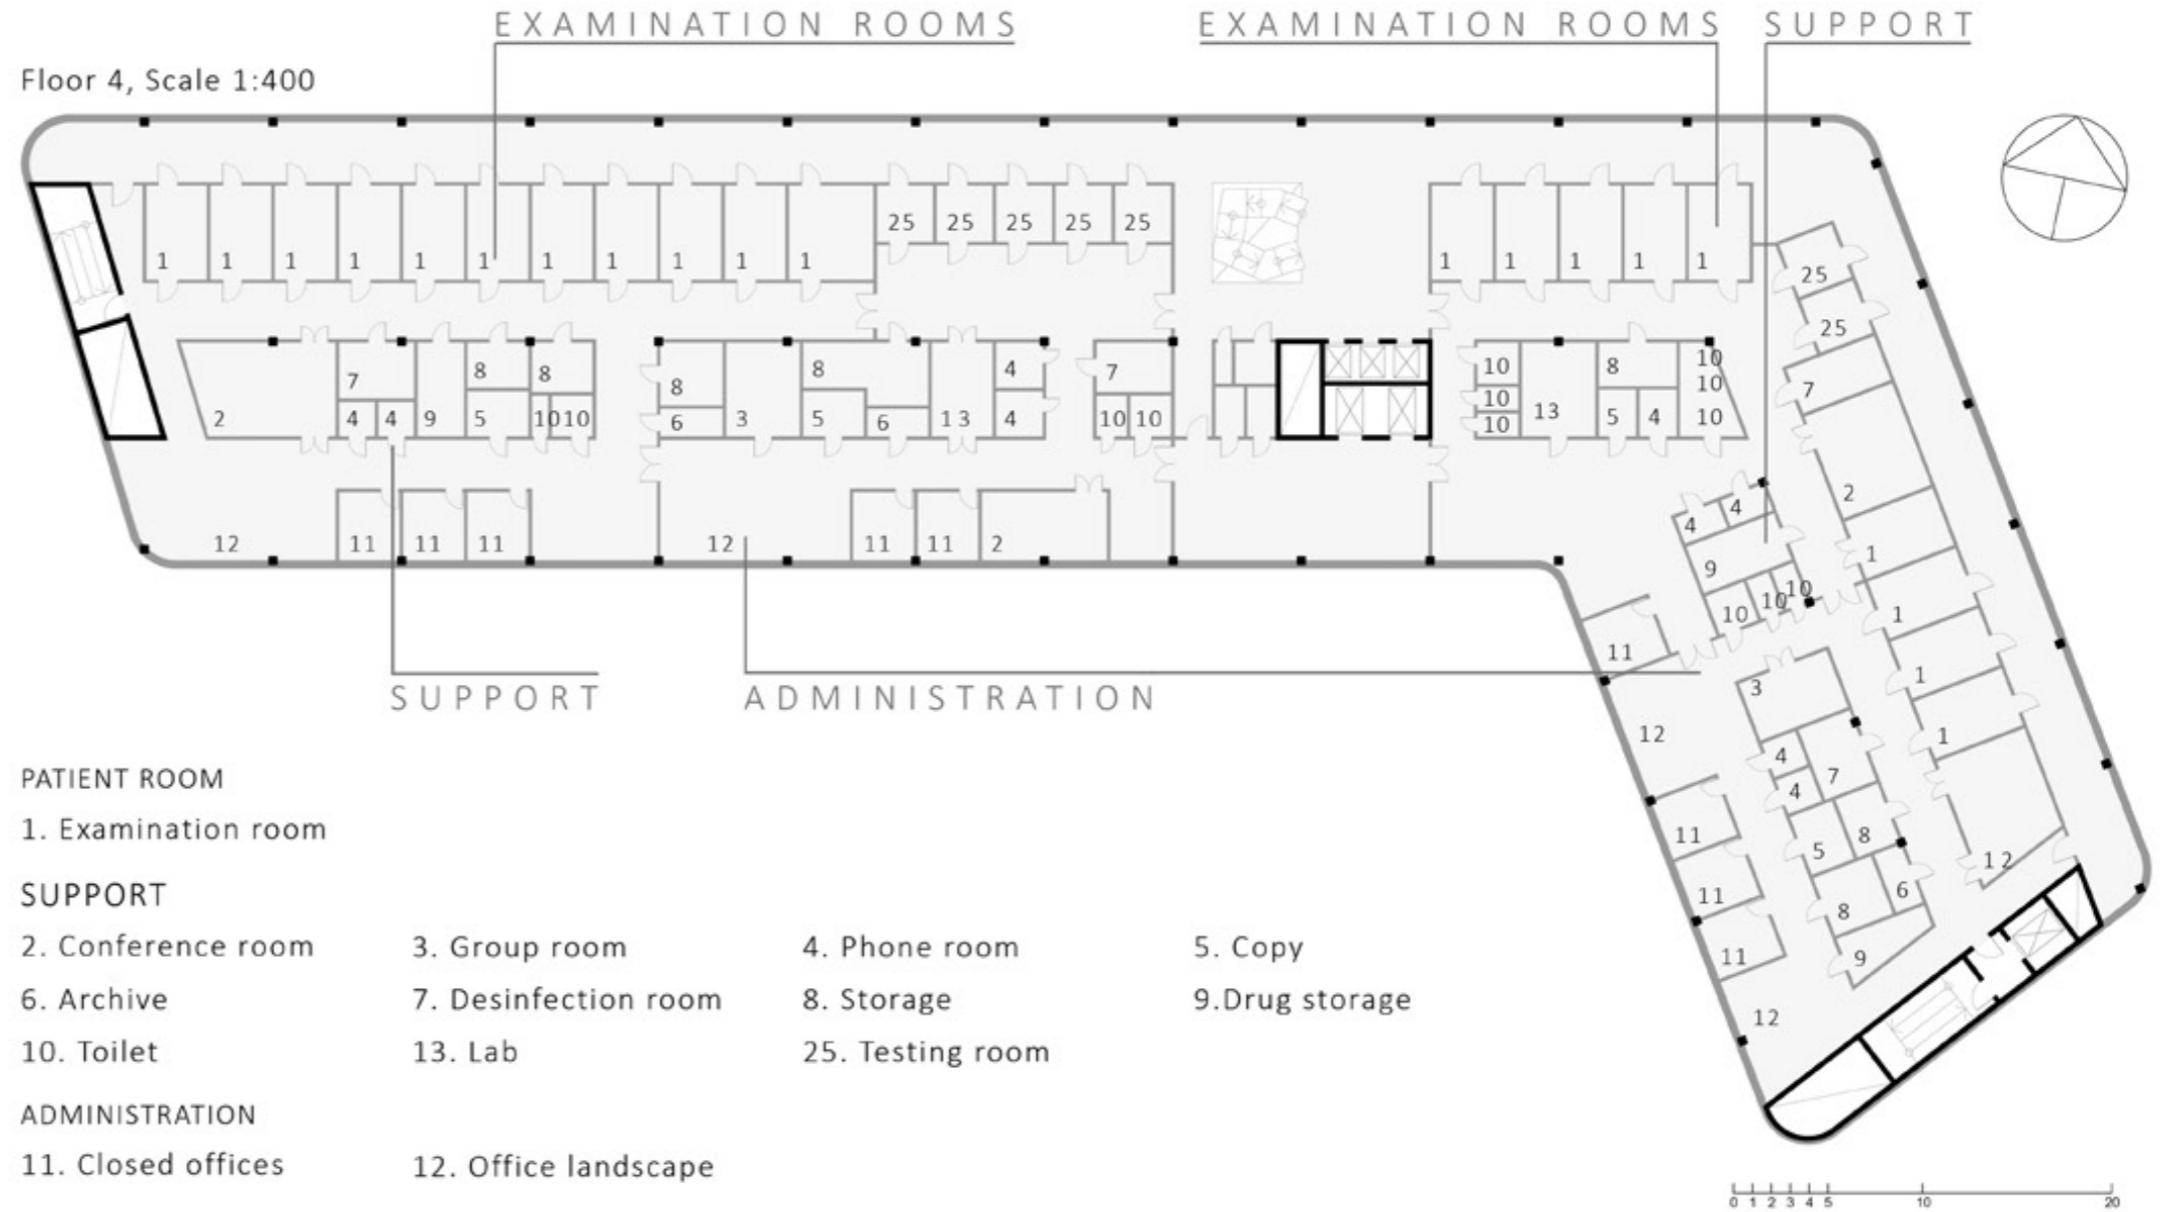 EXAMINATION ROOMS
EXAMINATION ROOMS
SUPPORT
Floor 4, Scale 1:400
25 25 25 25 25
1 1 1 1 1 1 1 1 1 1 1
1 1 1 1 1
25
25
7 8 8 8 8 4 7 10 8 10
10
7
2 4 4 9 5 10 10 6 3 5 6 13 4 10 10 10 10 13 5 4 10
2
4 4
12 11 11 11 12 11 11 2
1
9
10 10 10
1
11
1
3
12
1
4
7
4
11
8
5
12
11
6
8
11
9
12
SUPPORT
ADMINISTRATION
PATIENT ROOM
1. Examination room
SUPPORT
2. Conference room
3. Group room
4. Phone room
5. Copy
6. Archive
7. Desinfection room
8. Storage
9.Drug storage
10. Toilet
13. Lab
25. Testing room
ADMINISTRATION
11. Closed offices
12. Office landscape
0 1 2 3 4 5 10 20